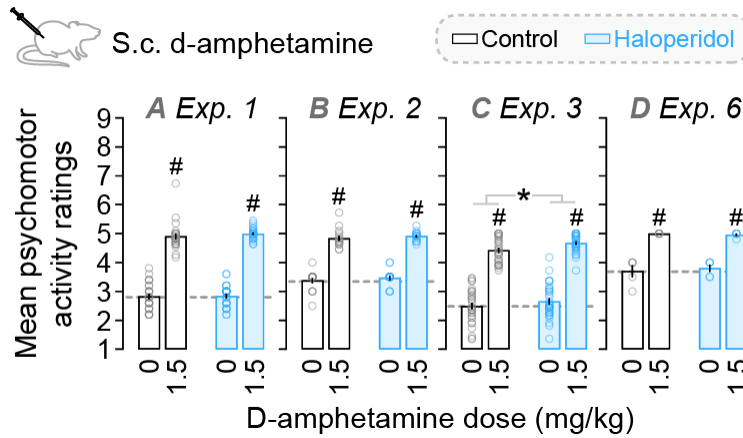 S.c. d-amphetamine
Control Haloperidol
A Exp. 1 B Exp. 2 C Exp. 3 D Exp. 6
Mean psychomotor
activity ratings
9
8
7
6
5
4
3
2
1
# # # # # * # # #
0 1.5 0 1.5 0 1.5 0 1.5 0 1.5 0 1.5 0 1.5 0 1.5
D-amphetamine dose (mg/kg)